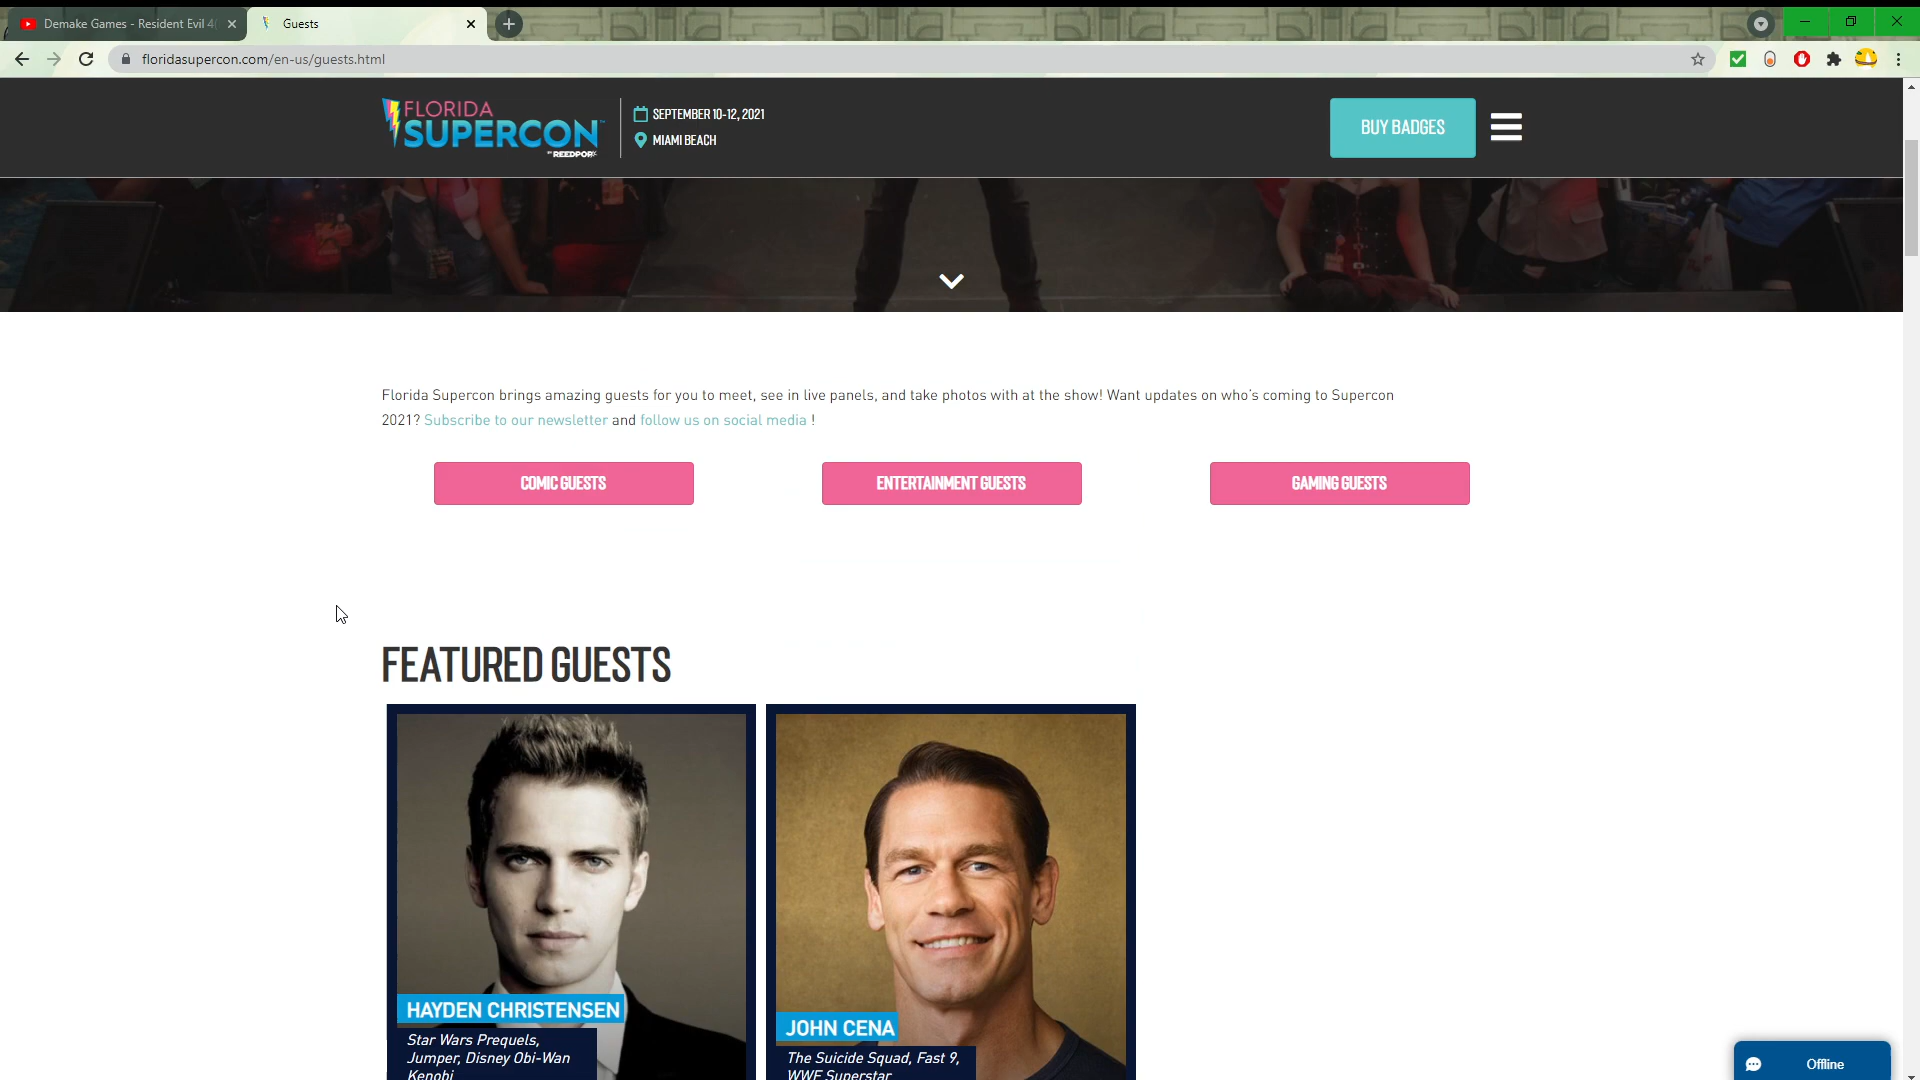 Demake Games - Resident Evil 4(
Guests
floridasupercon.com/en-us/guests.html
FLORIDA
SUPERCON
BY REEDPOP
SEPTEMBER 10-12, 2021
MIAMI BEACH
BUY BADGES
Florida Supercon brings amazing guests for you to meet, see in live panels, and take photos with at the show! Want updates on who's coming to Supercon
2021? Subscribe to our newsletter and follow us on social media !
COMIC GUESTS
ENTERTAINMENT GUESTS
GAMING GUESTS
FEATURED GUESTS
HAYDEN CHRISTENSEN
Star Wars Prequels,
Jumper, Disney Obi-Wan
Kenobi
JOHN CENA
The Suicide Squad, Fast 9,
WWE Superstar
Offline